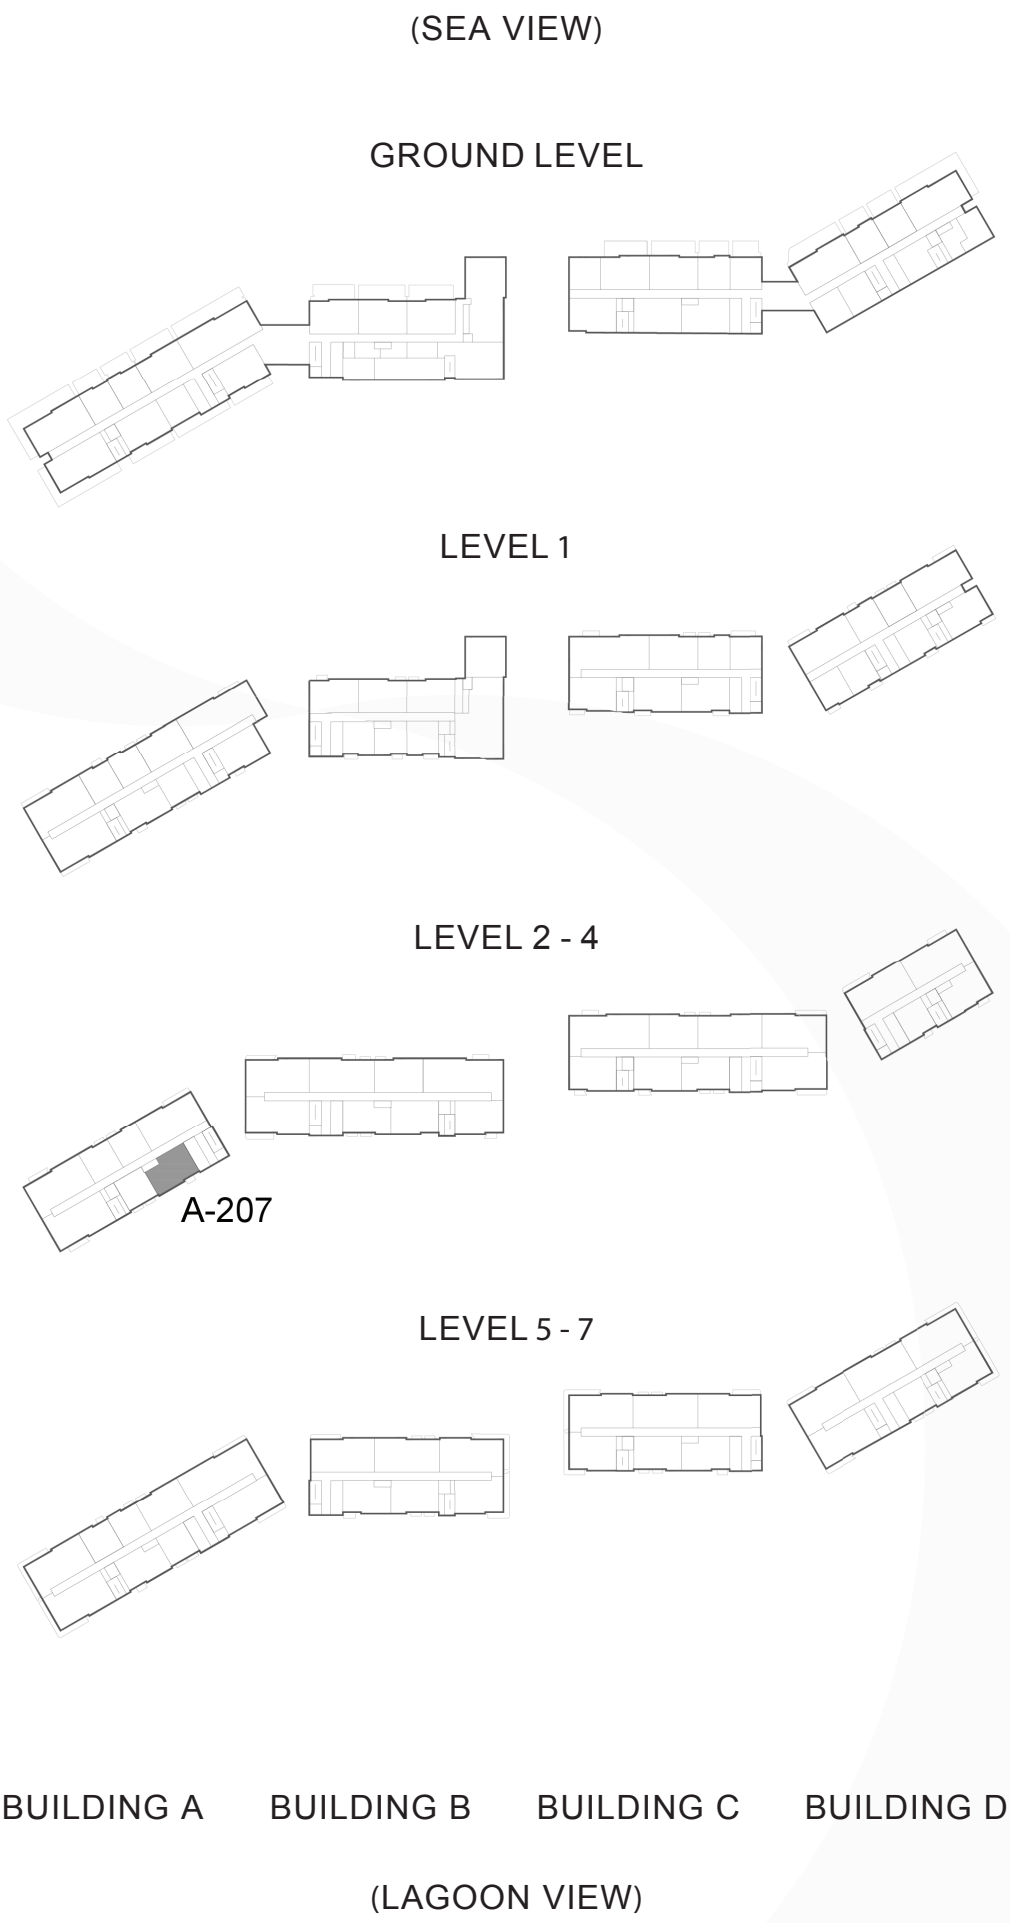 (SEA VIEW)
GROUND LEVEL
LEVEL 1
LEVEL 2 - 4
A-207
LEVEL 5 - 7
BUILDING A BUILDING B BUILDING C BUILDING D
(LAGOON VIEW)